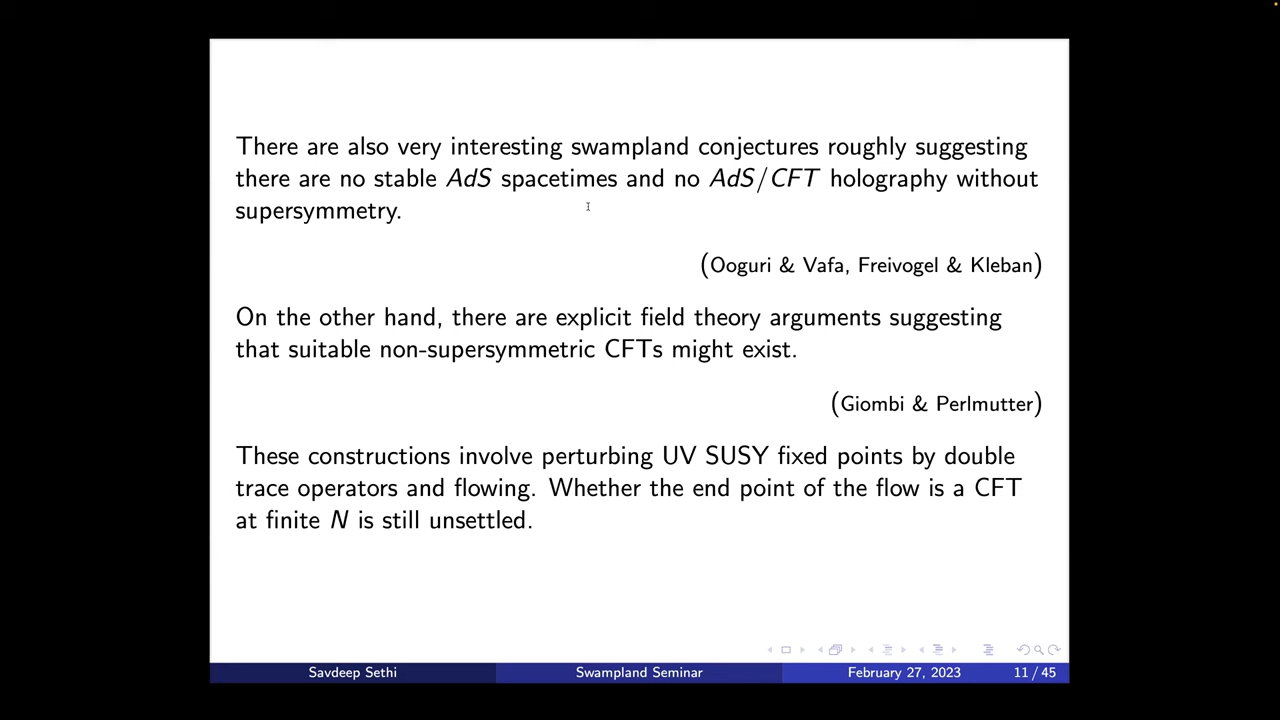 There are also very interesting swampland conjectures roughly suggesting
there are no stable AdS spacetimes and no AdS/CFT holography without
supersymmetry.
(Ooguri & Vafa, Freivogel & Kleban)
On the other hand, there are explicit field theory arguments suggesting
that suitable non-supersymmetric CFTs might exist.
(Giombi & Perlmutter)
These constructions involve perturbing UV SUSY fixed points by double
trace operators and flowing. Whether the end point of the flow is a CFT
at finite N is still unsettled.
Savdeep Sethi Swampland Seminar February 27, 2023 11 / 45